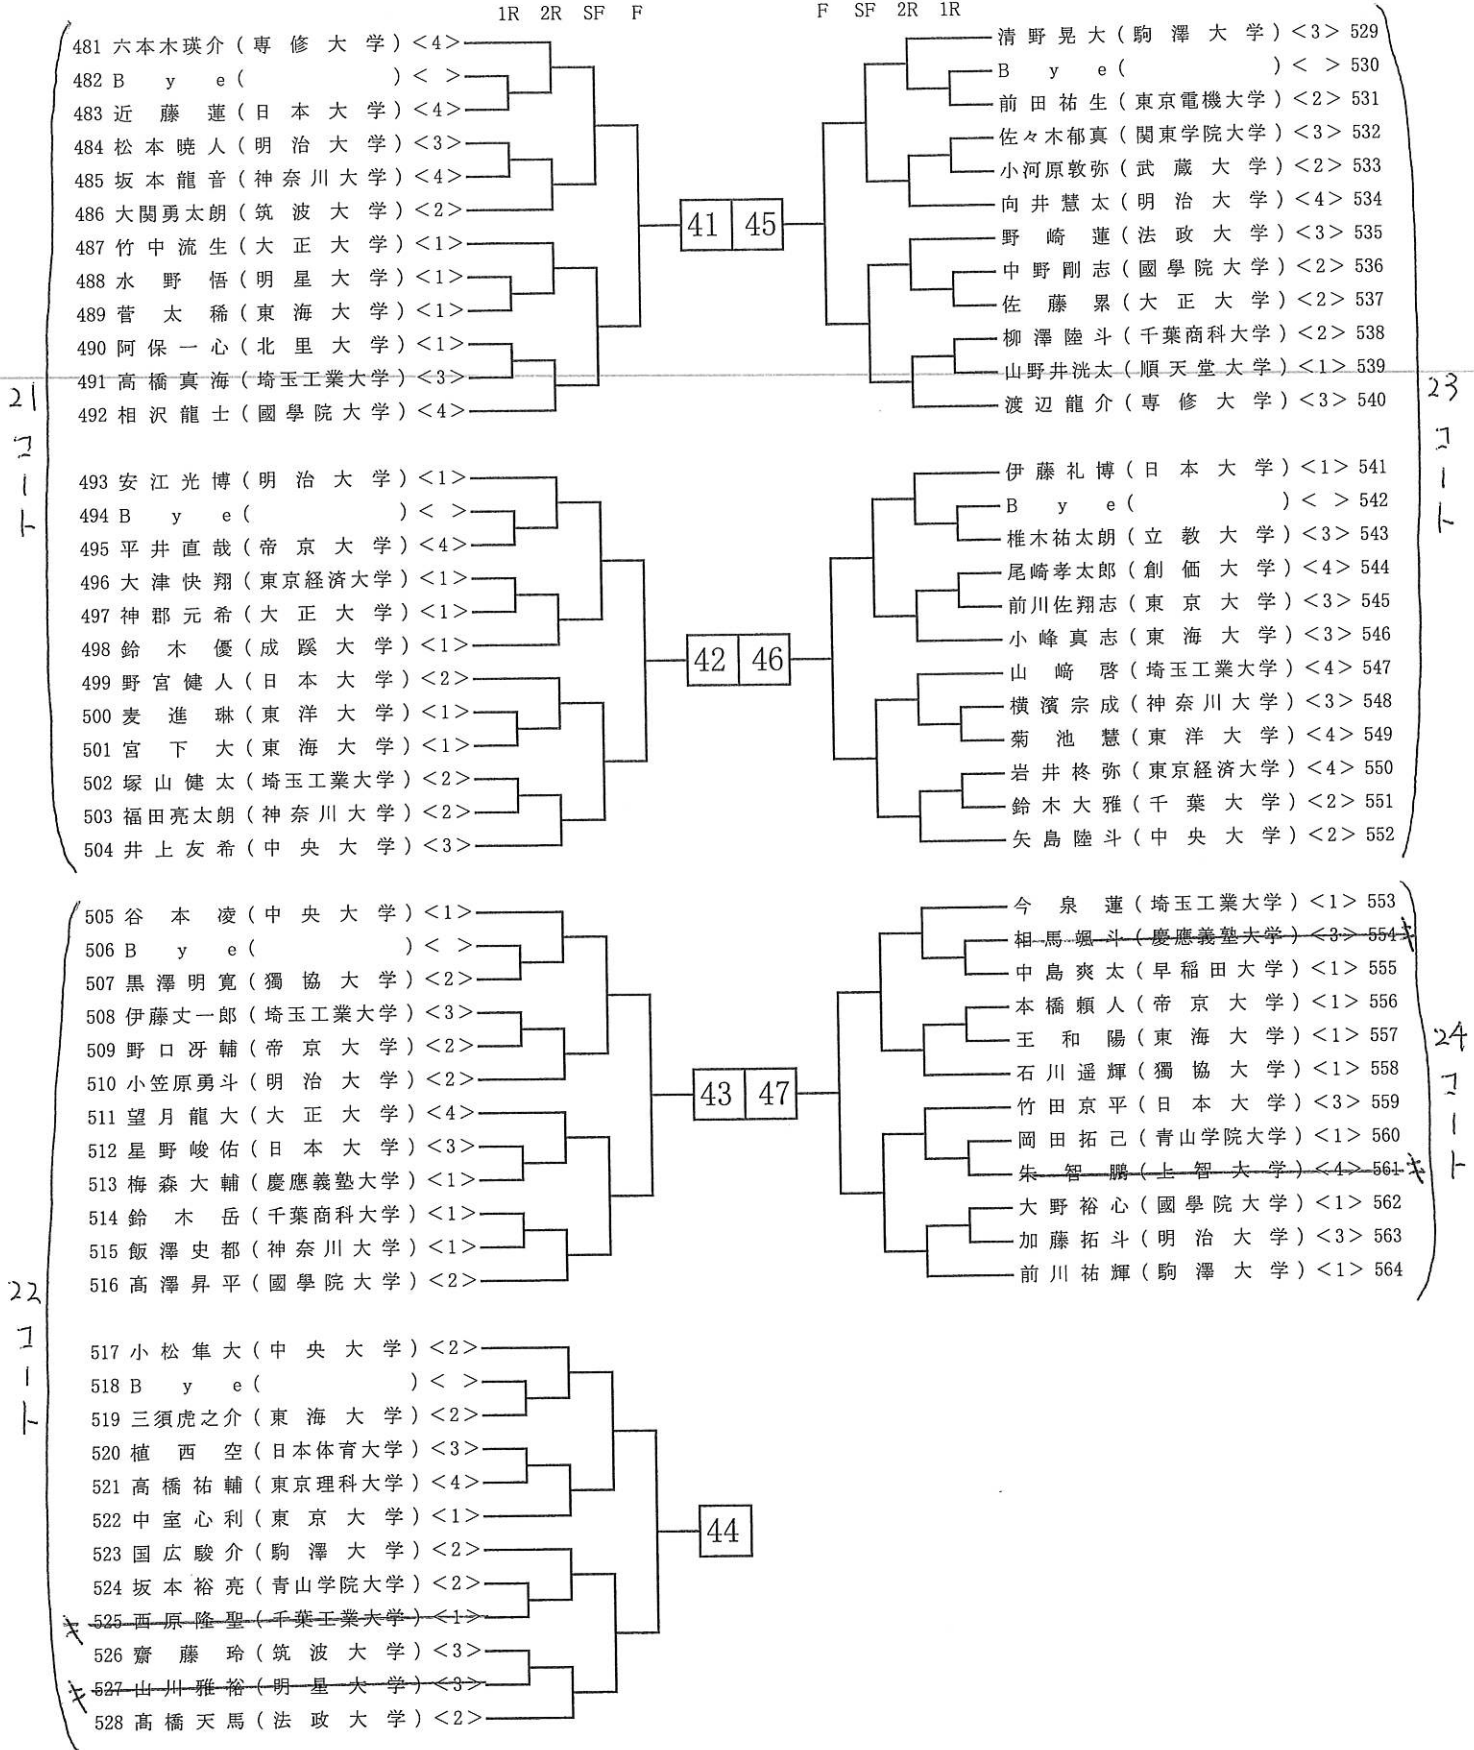 1R 2R SF F
481 六本木瑛介 ( 専修大学 ) <4>
482 Bye ( ) < >
483 近藤蓮 ( 日本大学 ) <4>
484 松本暁人 ( 明治大学 ) <3>
485 坂本龍音 ( 神奈川大学 ) <4>
486 大関勇太朗 ( 筑波大学 ) <2>
487 竹中流生 ( 大正大学 ) <1>
488 水野悟 ( 明星大学 ) <1>
489 菅太稀 ( 東海大学 ) <1>
490 阿保一心 ( 北里大学 ) <1>
491 高橋真海 ( 埼玉工業大学 ) <3>
492 相沢龍士 ( 國學院大学 ) <4>
41
21コート
493 安江光博 ( 明治大学 ) <1>
494 Bye ( ) < >
495 平井直哉 ( 帝京大学 ) <4>
496 大津快翔 ( 東京経済大学 ) <1>
497 神郡元希 ( 大正大学 ) <1>
498 鈴木優 ( 成蹊大学 ) <1>
499 野宮健人 ( 日本大学 ) <2>
500 麦進琳 ( 東洋大学 ) <1>
501 宮下大 ( 東海大学 ) <1>
502 塚山健太 ( 埼玉工業大学 ) <2>
503 福田亮太朗 ( 神奈川大学 ) <2>
504 井上友希 ( 中央大学 ) <3>
42
505 谷本凌 ( 中央大学 ) <1>
506 Bye ( ) < >
507 黒澤明寛 ( 獨協大学 ) <2>
508 伊藤丈一郎 ( 埼玉工業大学 ) <3>
509 野口冴輔 ( 帝京大学 ) <2>
510 小笠原勇斗 ( 明治大学 ) <2>
511 望月龍大 ( 大正大学 ) <4>
512 星野峻佑 ( 日本大学 ) <3>
513 梅森大輔 ( 慶應義塾大学 ) <1>
514 鈴木岳 ( 千葉商科大学 ) <1>
515 飯澤史都 ( 神奈川大学 ) <1>
516 髙澤昇平 ( 國學院大学 ) <2>
43
22コート
517 小松隼大 ( 中央大学 ) <2>
518 Bye ( ) < >
519 三須虎之介 ( 東海大学 ) <2>
520 植西空 ( 日本体育大学 ) <3>
521 高橋祐輔 ( 東京理科大学 ) <4>
522 中室心利 ( 東京大学 ) <1>
523 国広駿介 ( 駒澤大学 ) <2>
524 坂本裕亮 ( 青山学院大学 ) <2>
キ 525 西原隆聖 ( 千葉工業大学 ) <1>
526 齋藤玲 ( 筑波大学 ) <3>
キ 527 山川雅裕 ( 明星大学 ) <3>
528 髙橋天馬 ( 法政大学 ) <2>
44
F SF 2R 1R
清野晃大 ( 駒澤大学 ) <3> 529
Bye ( ) < > 530
前田祐生 ( 東京電機大学 ) <2> 531
佐々木郁真 ( 関東学院大学 ) <3> 532
小河原敦弥 ( 武蔵大学 ) <2> 533
向井慧太 ( 明治大学 ) <4> 534
野崎蓮 ( 法政大学 ) <3> 535
中野剛志 ( 國學院大学 ) <2> 536
佐藤累 ( 大正大学 ) <2> 537
柳澤陸斗 ( 千葉商科大学 ) <2> 538
山野井洸太 ( 順天堂大学 ) <1> 539
渡辺龍介 ( 専修大学 ) <3> 540
45
23コート
伊藤礼博 ( 日本大学 ) <1> 541
Bye ( ) < > 542
椎木祐太朗 ( 立教大学 ) <3> 543
尾崎孝太郎 ( 創価大学 ) <4> 544
前川佐翔志 ( 東京大学 ) <3> 545
小峰真志 ( 東海大学 ) <3> 546
山﨑啓 ( 埼玉工業大学 ) <4> 547
横濱宗成 ( 神奈川大学 ) <3> 548
菊池慧 ( 東洋大学 ) <4> 549
岩井柊弥 ( 東京経済大学 ) <4> 550
鈴木大雅 ( 千葉大学 ) <2> 551
矢島陸斗 ( 中央大学 ) <2> 552
46
今泉蓮 ( 埼玉工業大学 ) <1> 553
相馬颯斗 ( 慶應義塾大学 ) <3> 554 キ
中島爽太 ( 早稲田大学 ) <1> 555
本橋頼人 ( 帝京大学 ) <1> 556
王和陽 ( 東海大学 ) <1> 557
石川遥輝 ( 獨協大学 ) <1> 558
竹田京平 ( 日本大学 ) <3> 559
岡田拓己 ( 青山学院大学 ) <1> 560
朱智鵬 ( 上智大学 ) <4> 561 キ
大野裕心 ( 國學院大学 ) <1> 562
加藤拓斗 ( 明治大学 ) <3> 563
前川祐輝 ( 駒澤大学 ) <1> 564
47
24コート